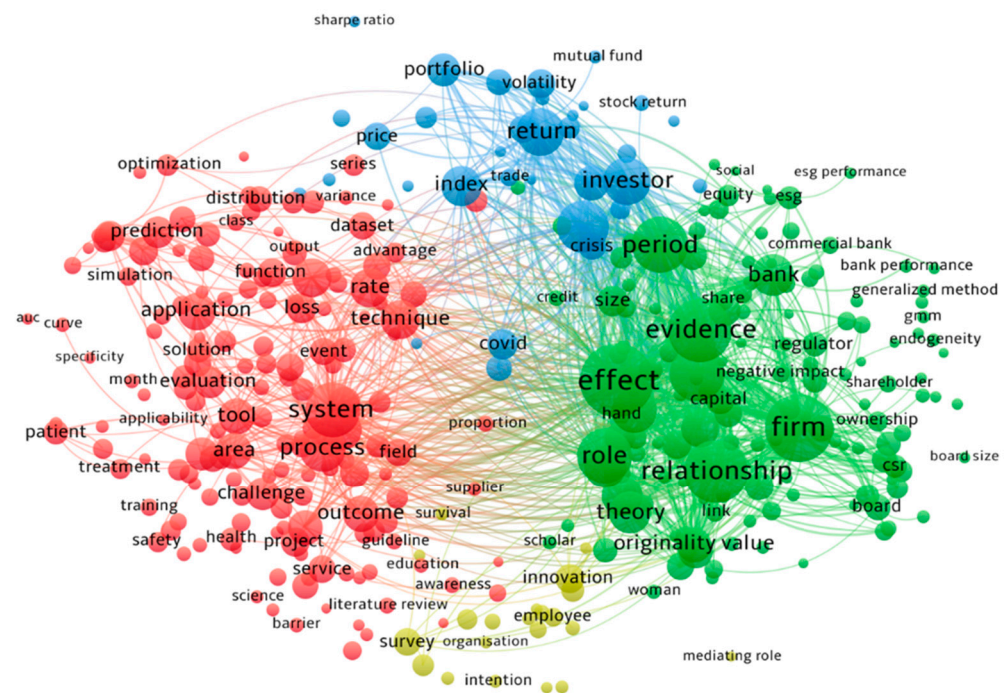 sharpe ratio
mutual fund
portfolio
volatility
stock return
return
price
optimization
series
social
esg performance
trade
index
investor
equity
esg
distribution
variance
class
dataset
prediction
output
advantage
crisis
period
commercial bank
simulation
function
bank
bank performance
rate
credit
size
share
generalized method
application
loss
technique
evidence
gmm
auc
curve
endogeneity
solution
event
covid
regulator
specificity
negative impact
month
evaluation
effect
shareholder
capital
system
hand
applicability
tool
proportion
firm
ownership
patient
process
area
field
role
relationship
board size
treatment
csr
challenge
supplier
training
outcome
survival
theory
link
board
safety
health
project
guideline
scholar
originality value
service
education
innovation
awareness
woman
science
literature review
employee
barrier
survey
organisation
mediating role
intention